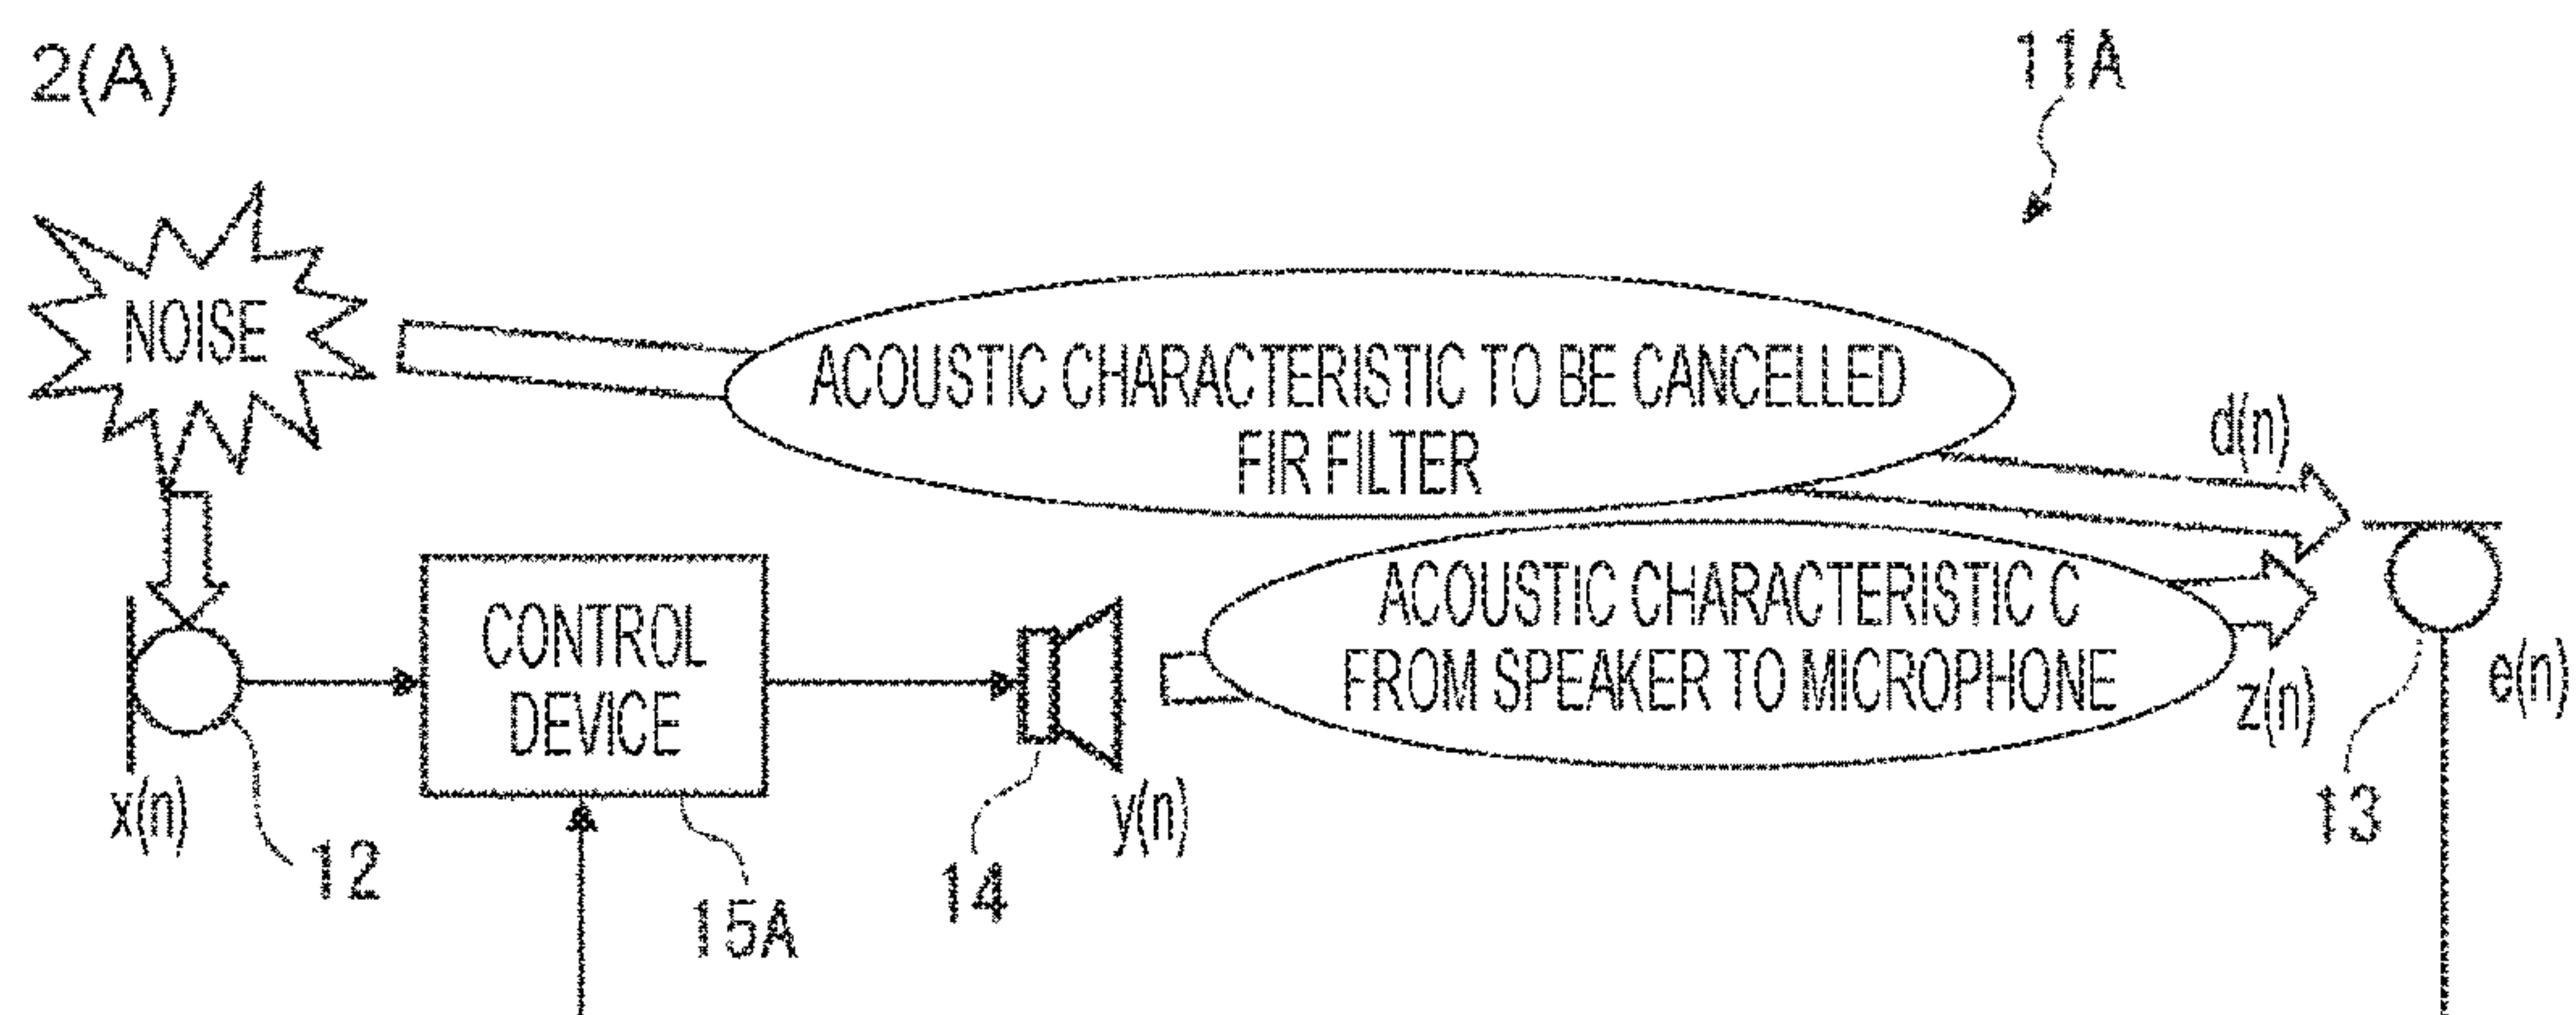 2(A)
11A
NOISE
ACOUSTIC CHARACTERISTIC TO BE CANCELLED
FIR FILTER
d(n)
CONTROL
DEVICE
ACOUSTIC CHARACTERISTIC C
FROM SPEAKER TO MICROPHONE
z(n)
e(n)
x(n)
y(n)
12
13
14
15A